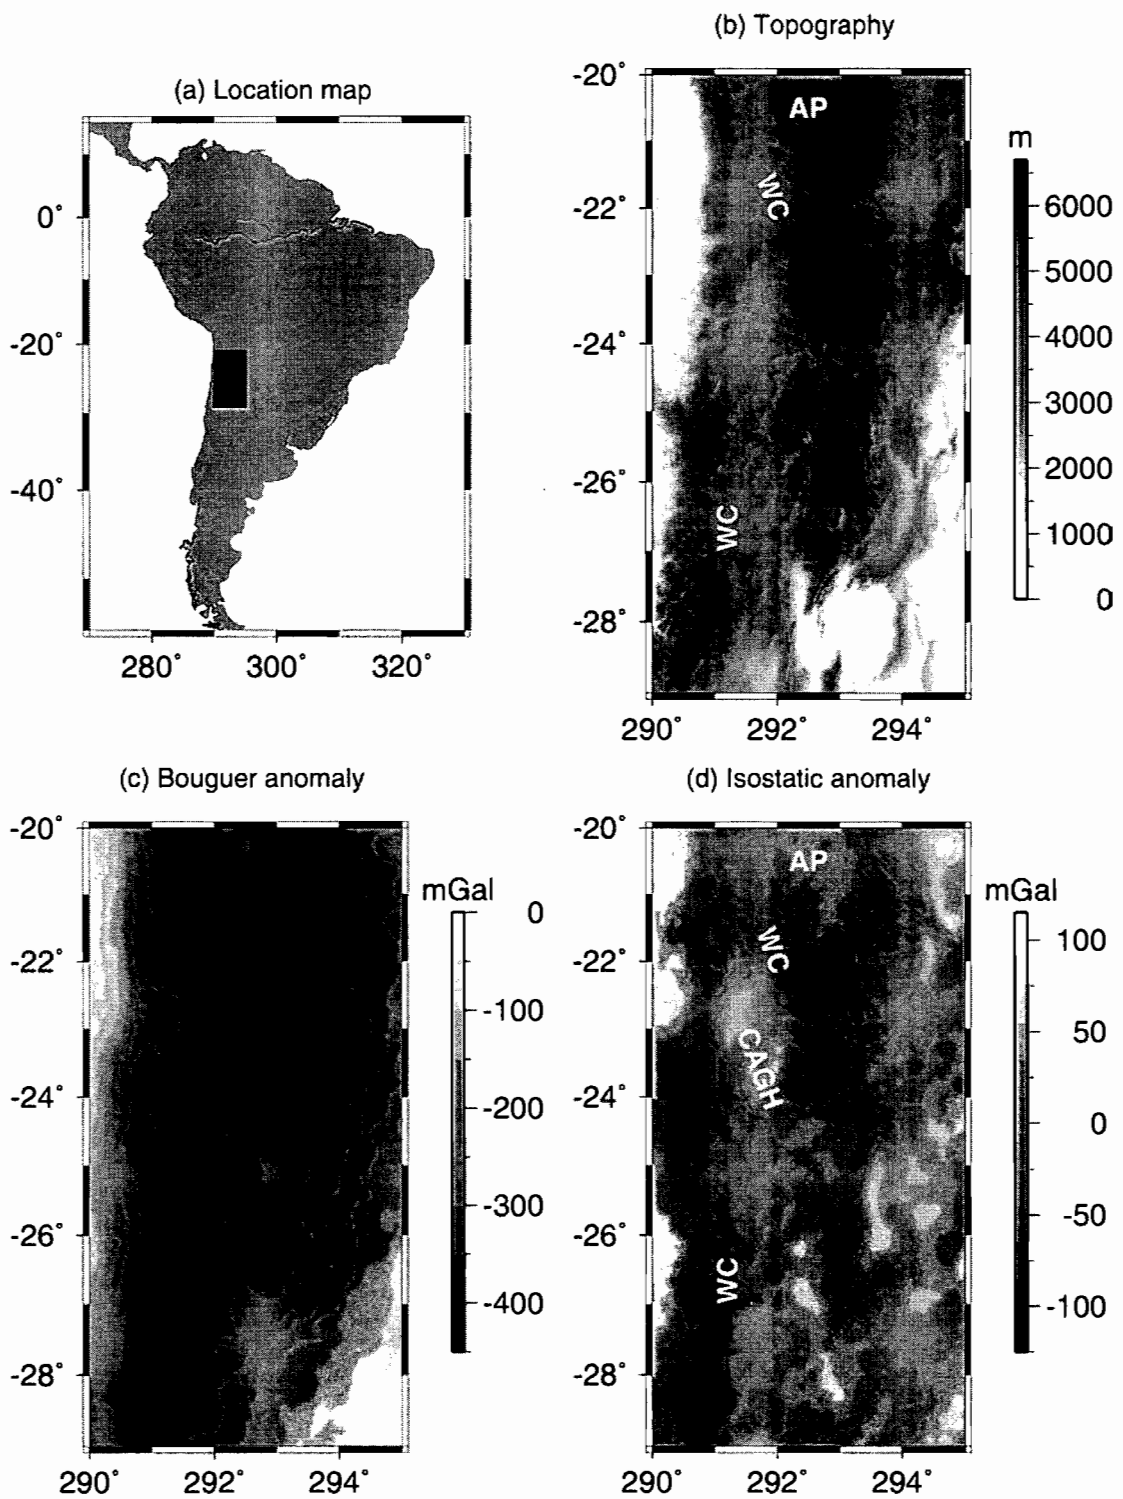 (a) Location map
0°
-20°
-40°
280° 300° 320°
(b) Topography
-20°
-22°
-24°
-26°
-28°
290° 292° 294°
AP
WC
WC
m
6000
5000
4000
3000
2000
1000
0
(c) Bouguer anomaly
-20°
-22°
-24°
-26°
-28°
290° 292° 294°
mGal
0
-100
-200
-300
-400
(d) Isostatic anomaly
-20°
-22°
-24°
-26°
-28°
290° 292° 294°
AP
WC
CAGH
WC
mGal
100
50
0
-50
-100